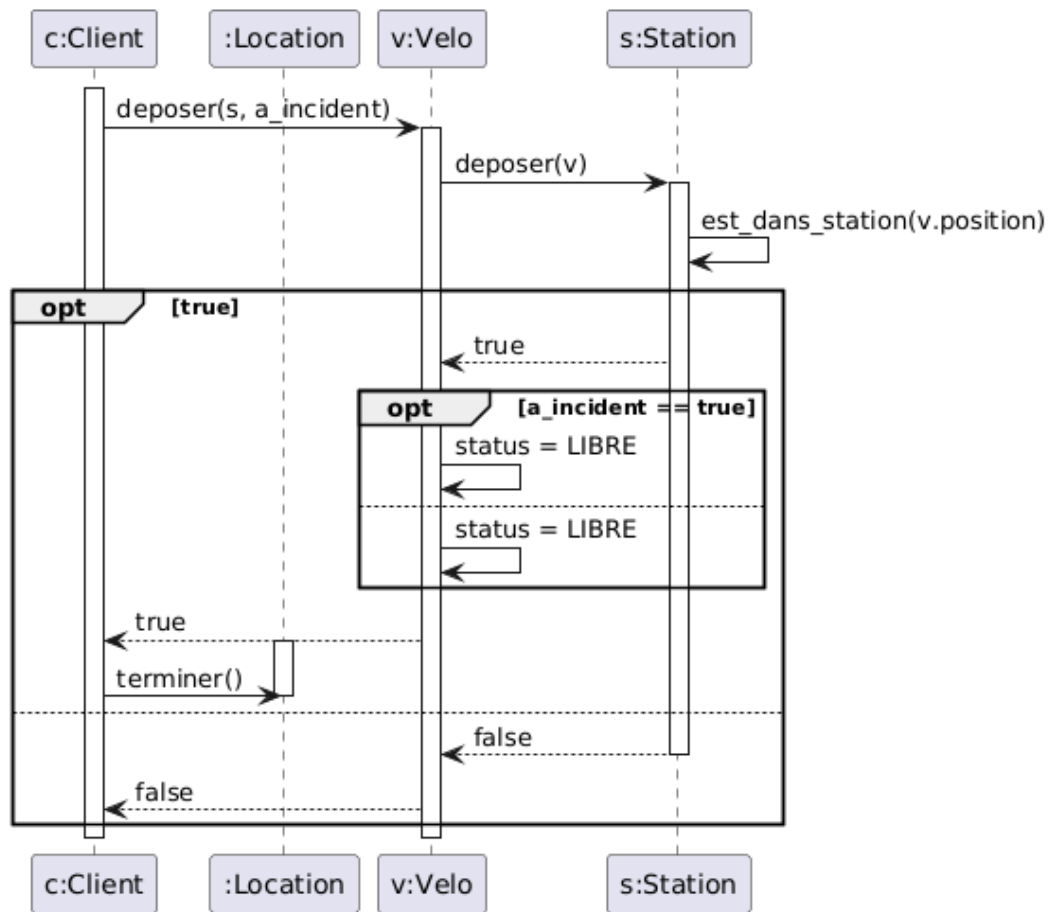 c:Client :Location v:Velo s:Station
deposer(s, a_incident)
deposer(v)
est_dans_station(v.position)
opt [true]
true
opt [a_incident == true]
status = LIBRE
status = LIBRE
true
terminer()
false
false
c:Client :Location v:Velo s:Station